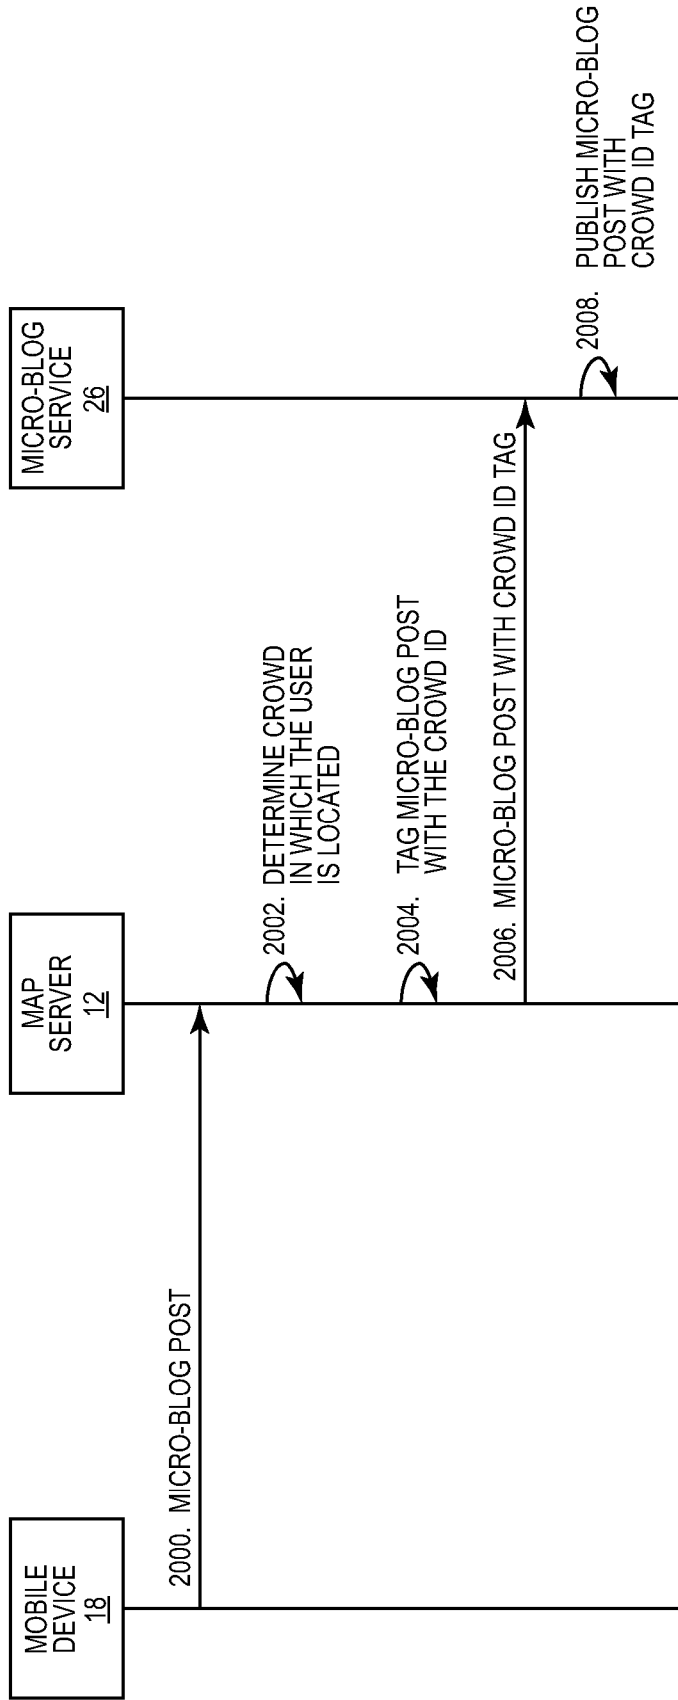 MOBILE
DEVICE
18
MAP
SERVER
12
MICRO-BLOG
SERVICE
26
2000. MICRO-BLOG POST
2002. DETERMINE CROWD
IN WHICH THE USER
IS LOCATED
2004. TAG MICRO-BLOG POST
WITH THE CROWD ID
2006. MICRO-BLOG POST WITH CROWD ID TAG
2008. PUBLISH MICRO-BLOG
POST WITH
CROWD ID TAG